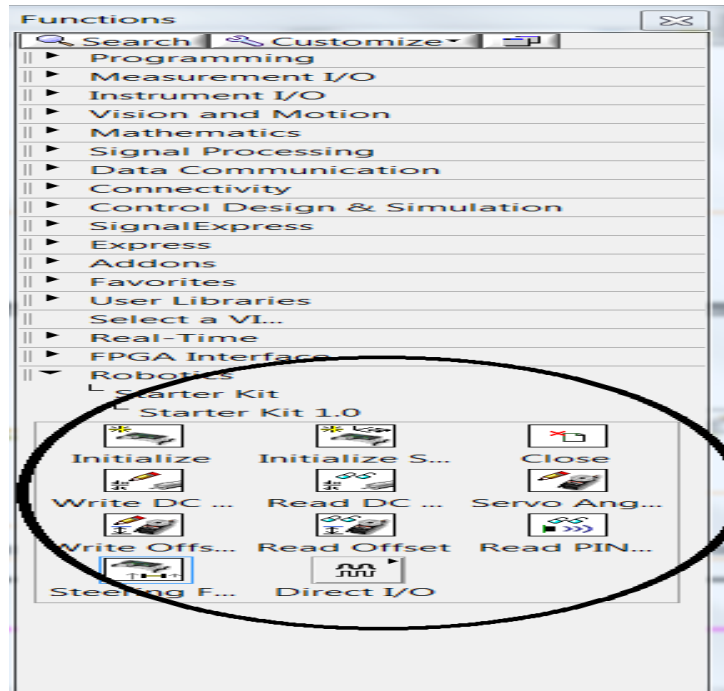 Functions
Search Customize
Programming
Measurement I/O
Instrument I/O
Vision and Motion
Mathematics
Signal Processing
Data Communication
Connectivity
Control Design & Simulation
SignalExpress
Express
Addons
Favorites
User Libraries
Select a VI...
Real-Time
FPGA Interface
Robotics
Starter Kit
Starter Kit 1.0
Initialize Initialize S... Close
Write DC ... Read DC ... Servo Ang...
Write Offs... Read Offset Read PIN...
Steering F... Direct I/O